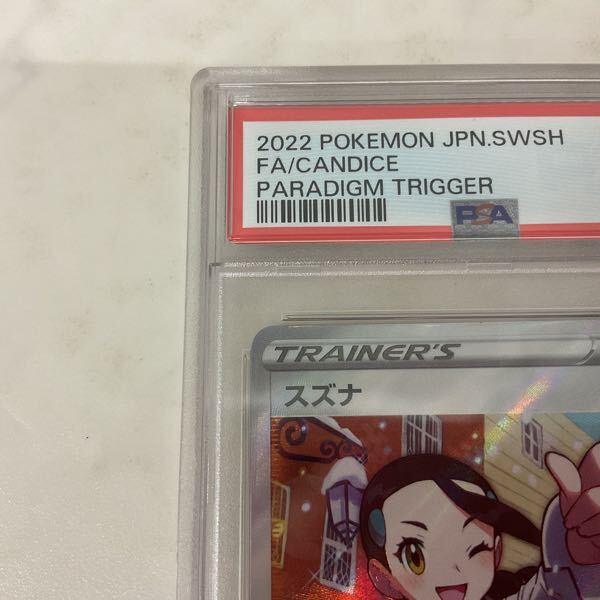 2022 POKEMON JPN.SWSH
FA/CANDICE
PARADIGM TRIGGER
PSA
TRAINER'S
スズナ